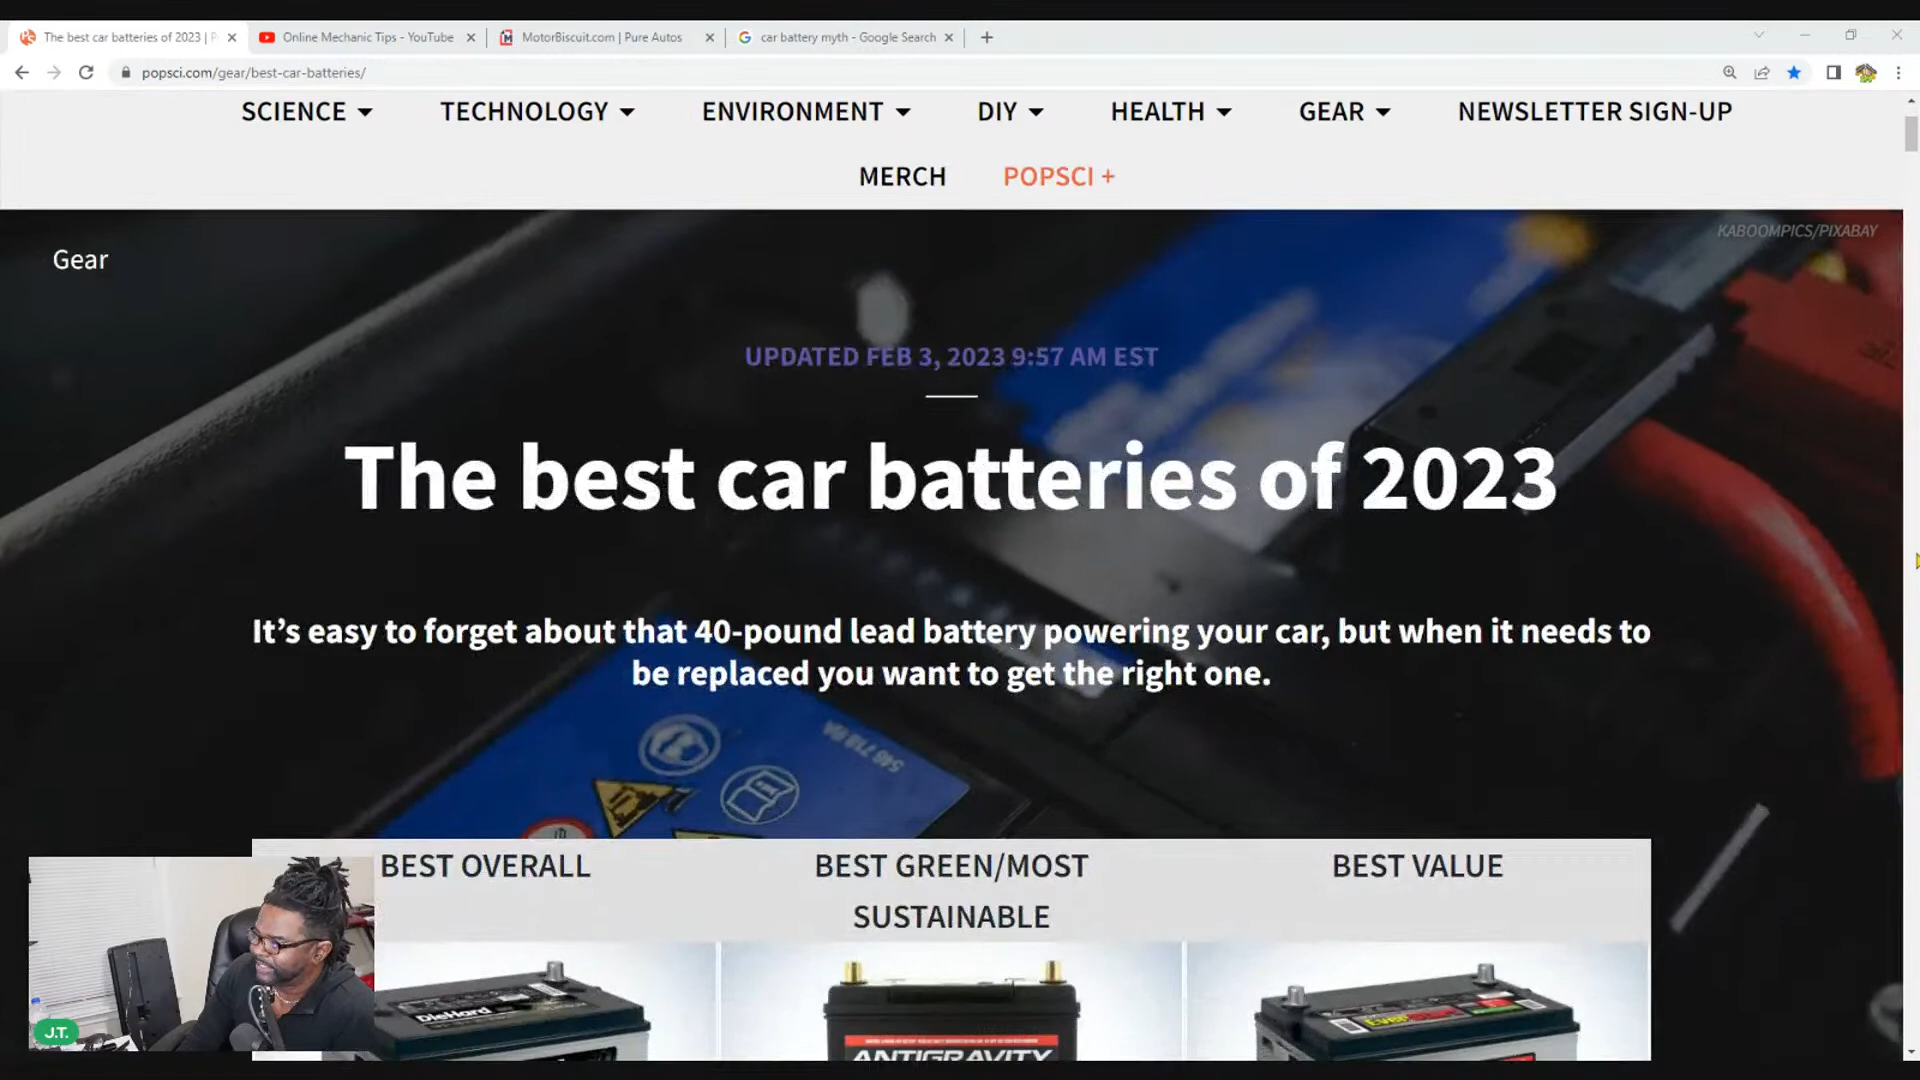 The best car batteries of 2023 | P
Online Mechanic Tips - YouTube
MotorBiscuit.com | Pure Autos
car battery myth - Google Search
popsci.com/gear/best-car-batteries/
SCIENCE
TECHNOLOGY
ENVIRONMENT
DIY
HEALTH
GEAR
NEWSLETTER SIGN-UP
MERCH
POPSCI +
KABOOMPICS/PIXABAY
Gear
UPDATED FEB 3, 2023 9:57 AM EST
The best car batteries of 2023
It's easy to forget about that 40-pound lead battery powering your car, but when it needs to
be replaced you want to get the right one.
BEST OVERALL
BEST GREEN/MOST
SUSTAINABLE
BEST VALUE
DieHard
ANTIGRAVITY
J.T.